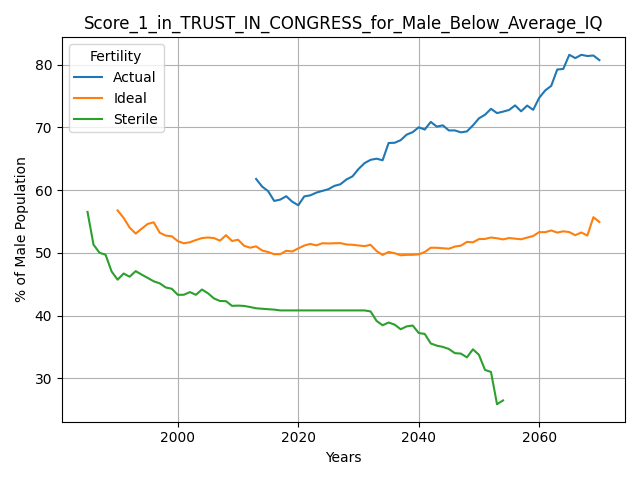 Score_1_in_TRUST_IN_CONGRESS_for_Male_Below_Average_IQ
Fertility
Actual
Ideal
Sterile
% of Male Population
80
70
60
50
40
30
2000 2020 2040 2060
Years